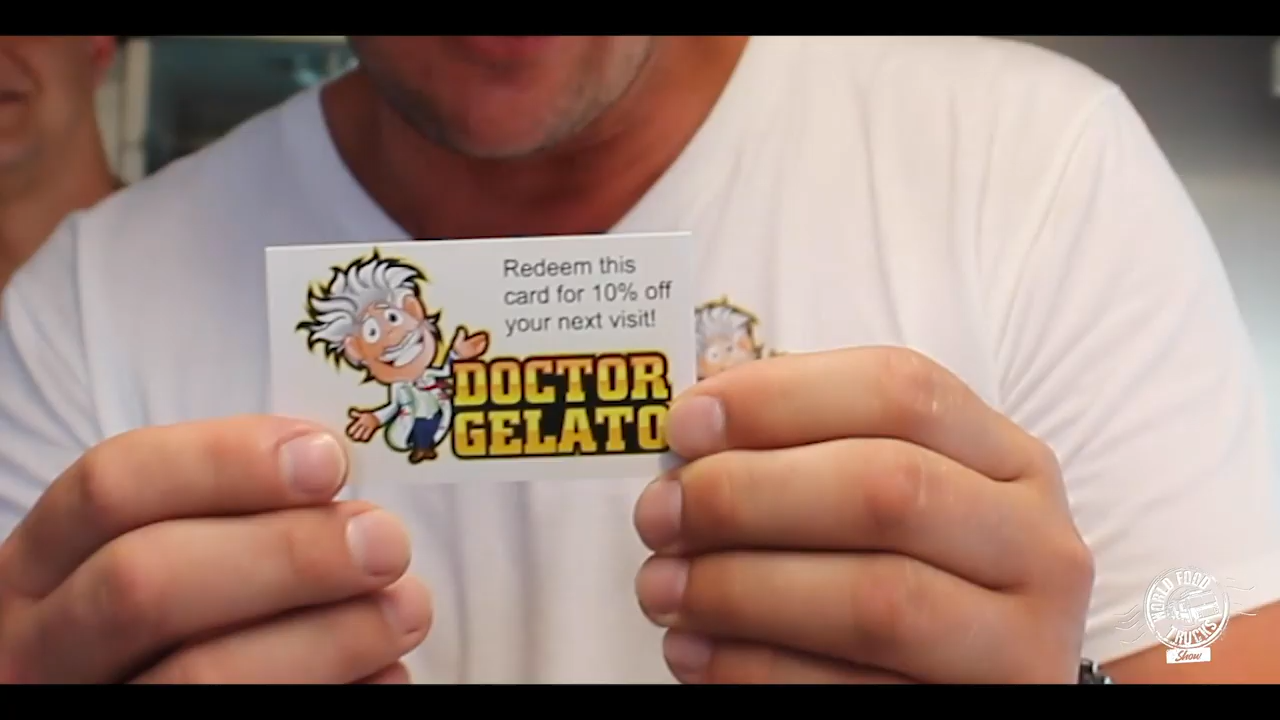 Redeem this
card for 10% off
your next visit!
DOCTOR
GELATO
WORLD FOOD
TRUCKS
Show